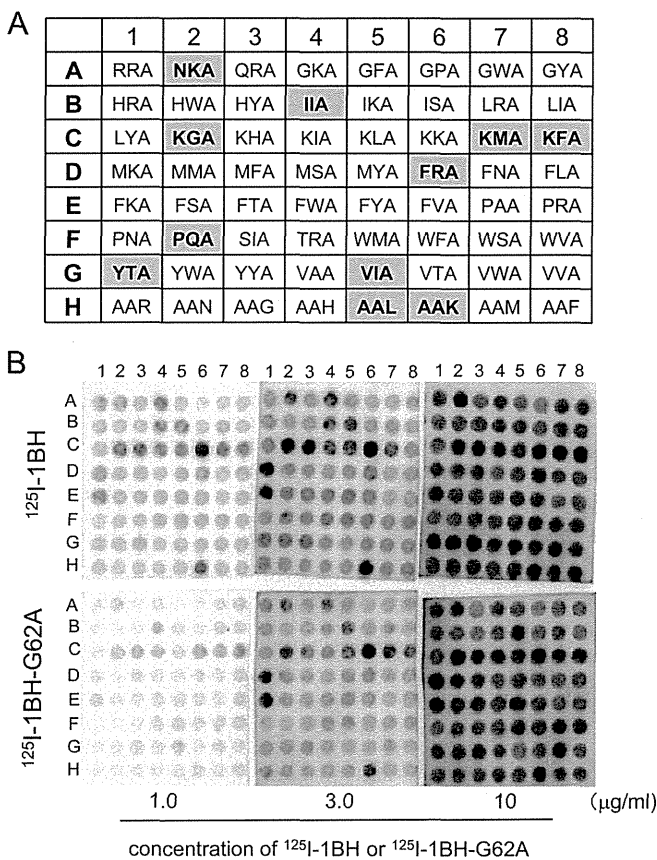 A
1 2 3 4 5 6 7 8
A RRA NKA QRA GKA GFA GPA GWA GYA
B HRA HWA HYA IIA IKA ISA LRA LIA
C LYA KGA KHA KIA KLA KKA KMA KFA
D MKA MMA MFA MSA MYA FRA FNA FLA
E FKA FSA FTA FWA FYA FVA PAA PRA
F PNA PQA SIA TRA WMA WFA WSA WVA
G YTA YWA YYA VAA VIA VTA VWA VVA
H AAR AAN AAG AAH AAL AAK AAM AAF
B
1 2 3 4 5 6 7 8 1 2 3 4 5 6 7 8 1 2 3 4 5 6 7 8
¹²⁵I-1BH
A
B
C
D
E
F
G
H
¹²⁵I-1BH-G62A
A
B
C
D
E
F
G
H
1.0 3.0 10 (μg/ml)
concentration of ¹²⁵I-1BH or ¹²⁵I-1BH-G62A